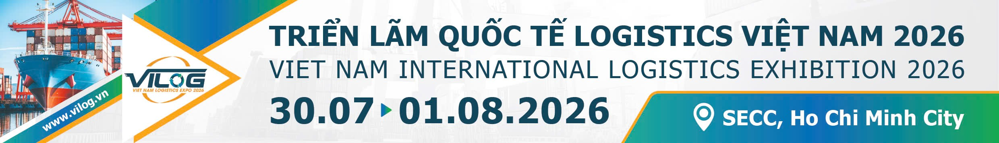 www.vilog.vn
VILOG
VIET NAM LOGISTICS EXPO 2026
TRIỂN LÃM QUỐC TẾ LOGISTICS VIỆT NAM 2026
VIET NAM INTERNATIONAL LOGISTICS EXHIBITION 2026
30.07 01.08.2026
SECC, Ho Chi Minh City